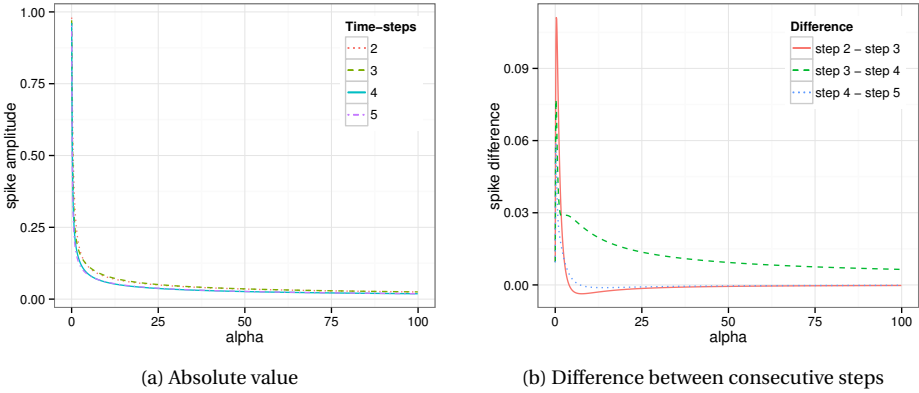 1.00
0.75
0.50
0.25
0.00
spike amplitude
0
25
50
75
100
alpha
Time−steps
2
3
4
5
(a) Absolute value
0.09
0.06
0.03
0.00
spike difference
0
25
50
75
100
alpha
Difference
step 2 − step 3
step 3 − step 4
step 4 − step 5
(b) Difference between consecutive steps